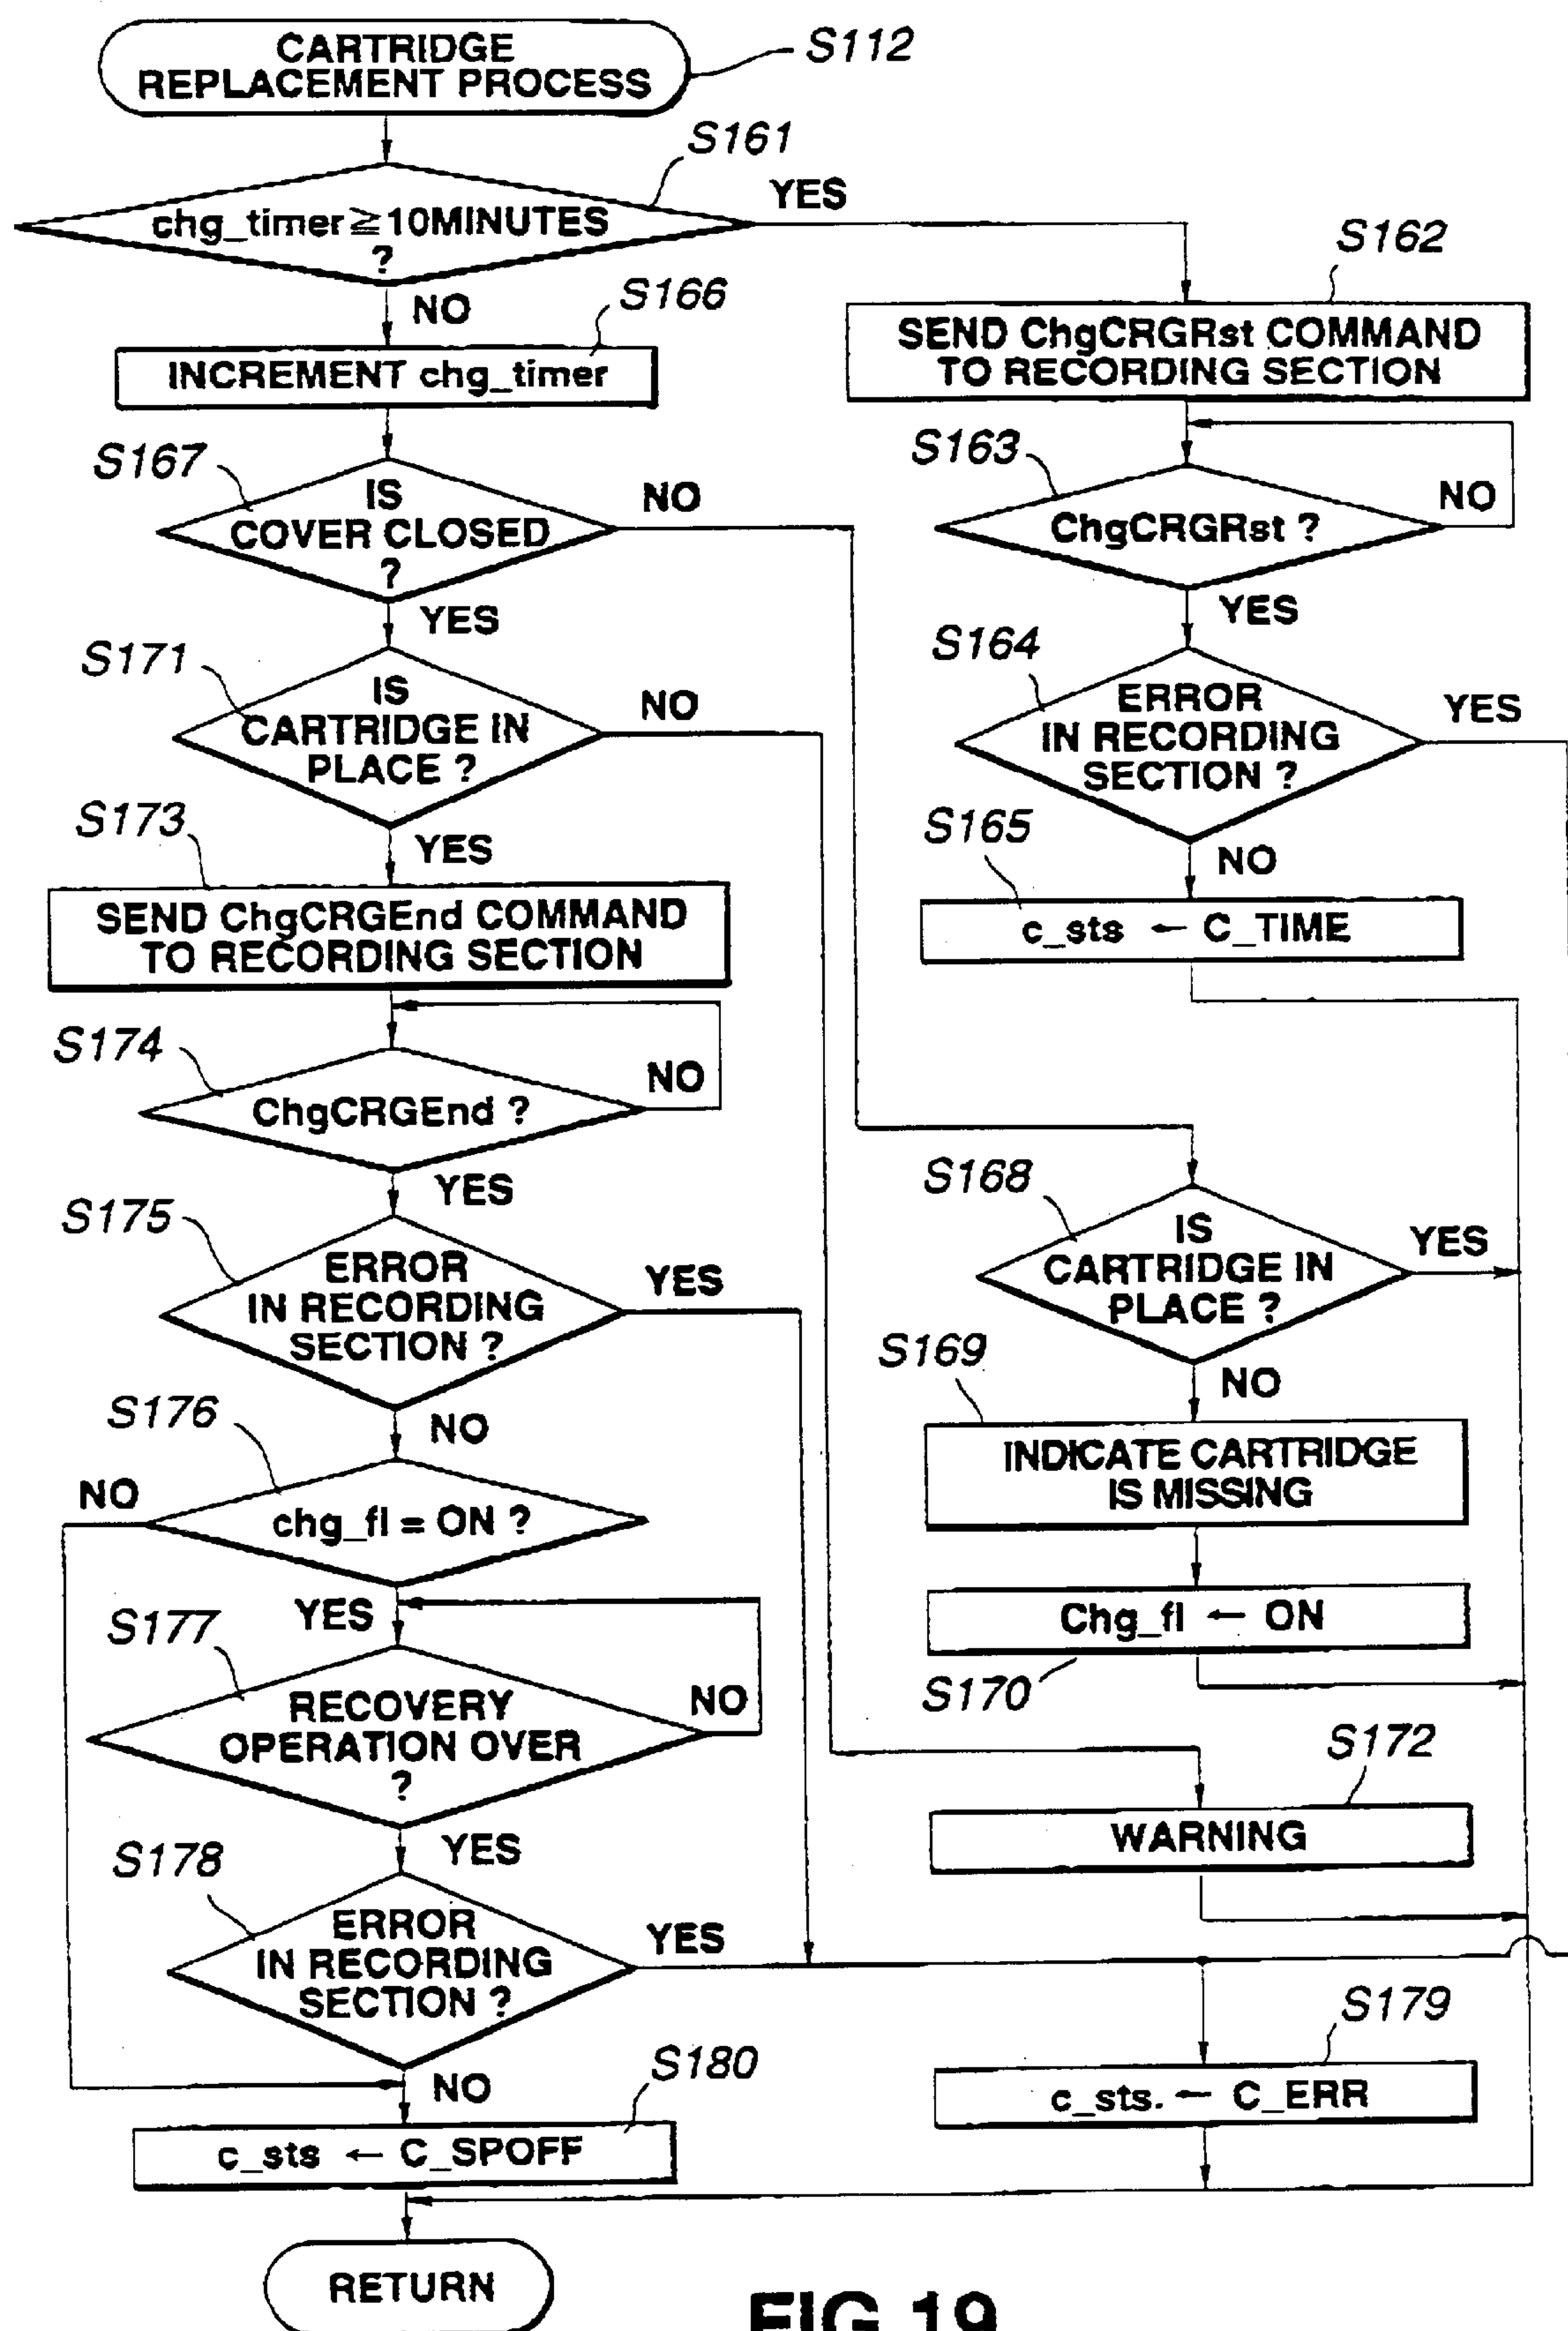 CARTRIDGE
REPLACEMENT PROCESS
S112
S161
chg_timer≧10MINUTES
?
YES
NO
S162
SEND ChgCRGRst COMMAND
TO RECORDING SECTION
S166
INCREMENT chg_timer
S163
ChgCRGRst ?
NO
YES
S167
IS
COVER CLOSED
?
NO
YES
S164
ERROR
IN RECORDING
SECTION ?
YES
NO
S171
IS
CARTRIDGE IN
PLACE ?
NO
YES
S165
c_sts ← C_TIME
S173
SEND ChgCRGEnd COMMAND
TO RECORDING SECTION
S174
ChgCRGEnd ?
NO
YES
S168
IS
CARTRIDGE IN
PLACE ?
YES
NO
S175
ERROR
IN RECORDING
SECTION ?
YES
NO
S169
INDICATE CARTRIDGE
IS MISSING
S176
chg_fl = ON ?
NO
YES
Chg_fl ← ON
S170
S177
RECOVERY
OPERATION OVER
?
NO
YES
S172
WARNING
S178
ERROR
IN RECORDING
SECTION ?
YES
NO
S179
c_sts. ← C_ERR
S180
c_sts ← C_SPOFF
RETURN
FIG.19